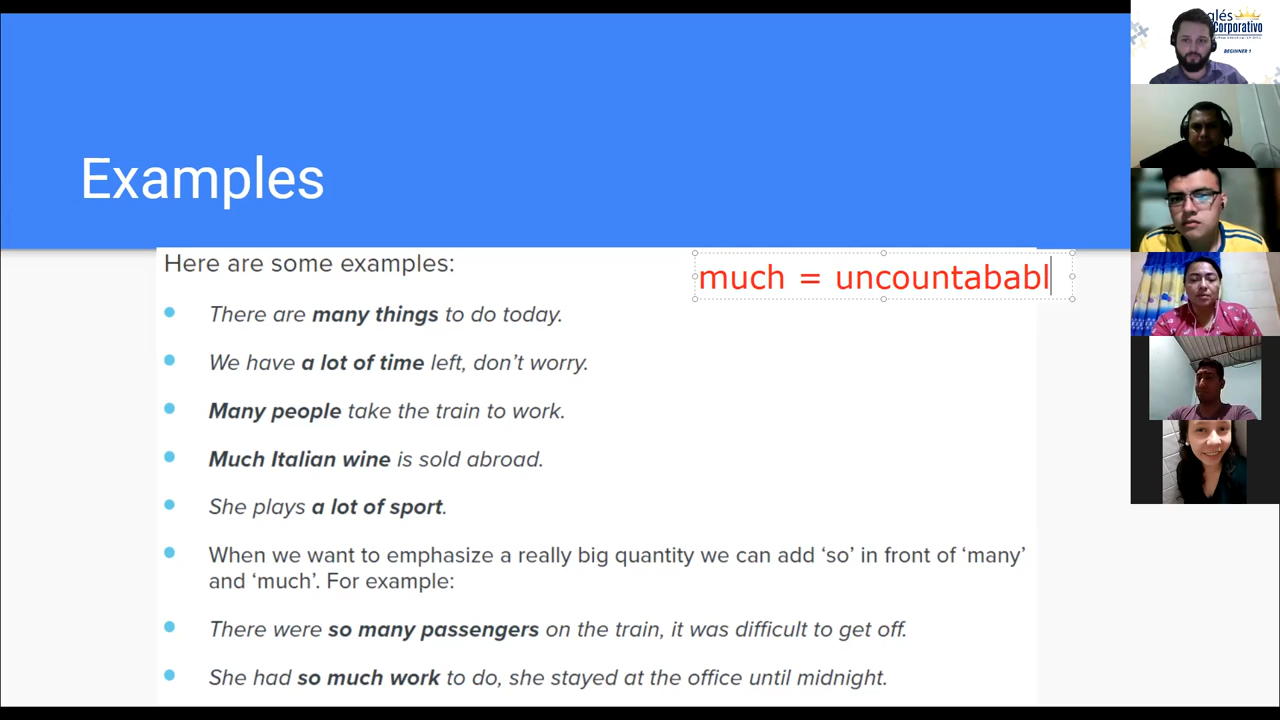 Examples
Here are some examples:
much = uncountababl
There are many things to do today.
We have a lot of time left, don’t worry.
Many people take the train to work.
Much Italian wine is sold abroad.
She plays a lot of sport.
When we want to emphasize a really big quantity we can add ‘so’ in front of ‘many’
and ‘much’. For example:
There were so many passengers on the train, it was difficult to get off.
She had so much work to do, she stayed at the office until midnight.
glés
Corporativo
BEGINNER 1